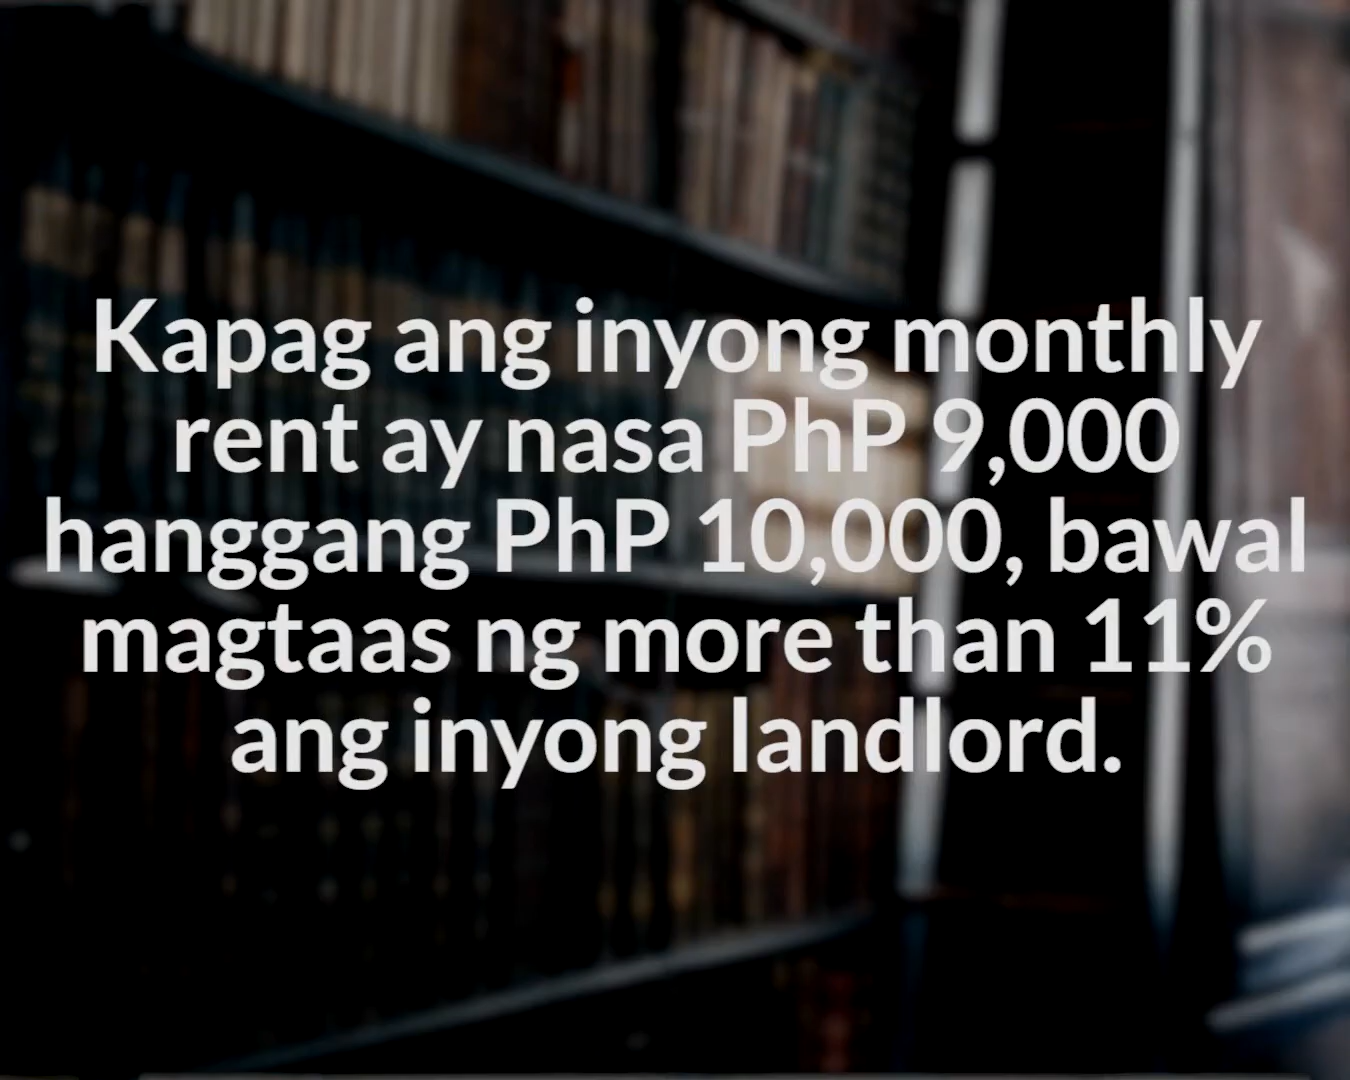 Kapag ang inyong monthly
rent ay nasa PhP 9,000
hanggang PhP 10,000, bawal
magtaas ng more than 11%
ang inyong landlord.